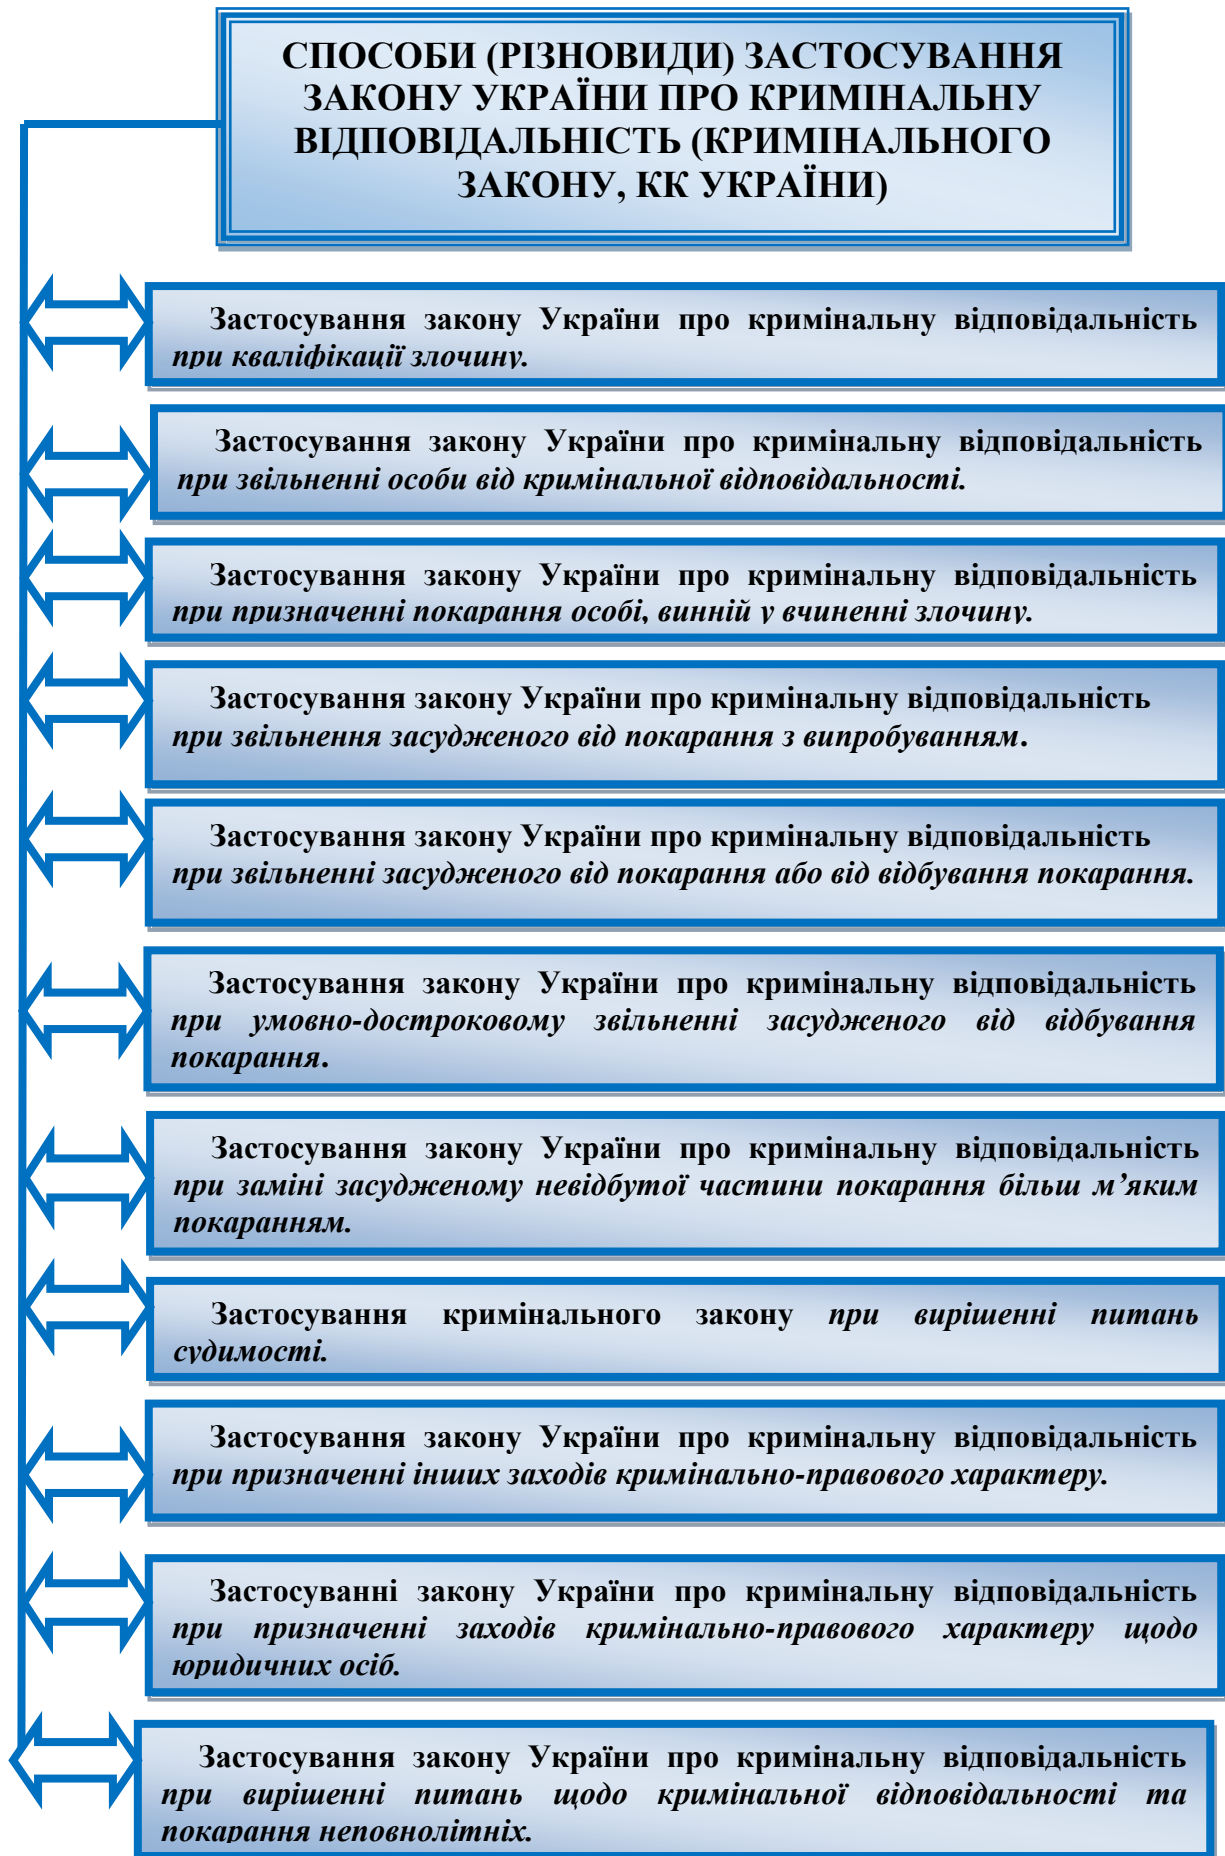 СПОСОБИ (РІЗНОВИДИ) ЗАСТОСУВАННЯ
ЗАКОНУ УКРАЇНИ ПРО КРИМІНАЛЬНУ
ВІДПОВІДАЛЬНІСТЬ (КРИМІНАЛЬНОГО
ЗАКОНУ, КК УКРАЇНИ)
Застосування закону України про кримінальну відповідальність
при кваліфікації злочину.
Застосування закону України про кримінальну відповідальність
при звільненні особи від кримінальної відповідальності.
Застосування закону України про кримінальну відповідальність
при призначенні покарання особі, винній у вчиненні злочину.
Застосування закону України про кримінальну відповідальність
при звільнення засудженого від покарання з випробуванням.
Застосування закону України про кримінальну відповідальність
при звільненні засудженого від покарання або від відбування покарання.
Застосування закону України про кримінальну відповідальність
при умовно-достроковому звільненні засудженого від відбування
покарання.
Застосування закону України про кримінальну відповідальність
при заміні засудженому невідбутої частини покарання більш м’яким
покаранням.
Застосування кримінального закону при вирішенні питань
судимості.
Застосування закону України про кримінальну відповідальність
при призначенні інших заходів кримінально-правового характеру.
Застосуванні закону України про кримінальну відповідальність
при призначенні заходів кримінально-правового характеру щодо
юридичних осіб.
Застосування закону України про кримінальну відповідальність
при вирішенні питань щодо кримінальної відповідальності та
покарання неповнолітніх.